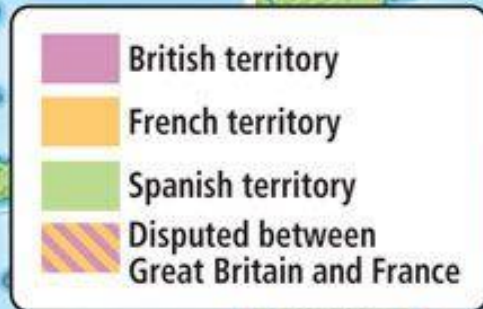 British territory
French territory
Spanish territory
Disputed between
Great Britain and France